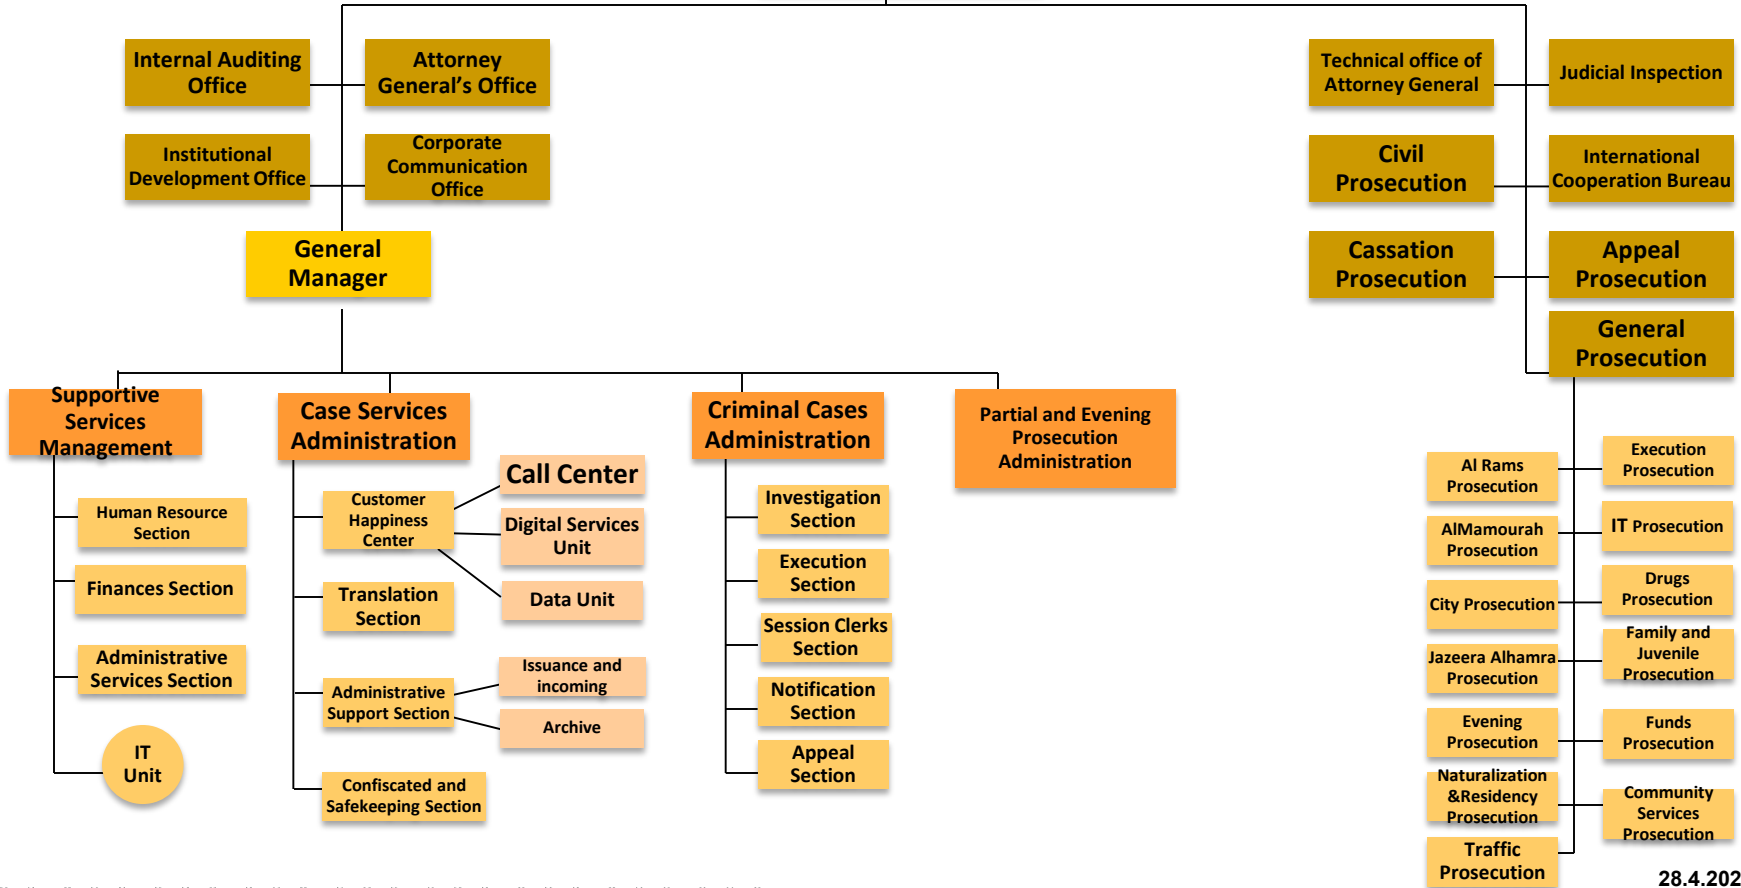 Internal Auditing
Office
Attorney
General's Office
Technical office of
Attorney General
Judicial Inspection
Institutional
Development Office
Corporate
Communication
Office
Civil
Prosecution
International
Cooperation Bureau
General
Manager
Cassation
Prosecution
Appeal
Prosecution
General
Prosecution
Supportive
Services
Management
Case Services
Administration
Criminal Cases
Administration
Partial and Evening
Prosecution
Administration
Human Resource
Section
Finances Section
Administrative
Services Section
IT
Unit
Customer
Happiness
Center
Call Center
Digital Services
Unit
Data Unit
Translation
Section
Administrative
Support Section
Issuance and
incoming
Archive
Confiscated and
Safekeeping Section
Investigation
Section
Execution
Section
Session Clerks
Section
Notification
Section
Appeal
Section
Al Rams
Prosecution
Execution
Prosecution
AlMamourah
Prosecution
IT Prosecution
City Prosecution
Drugs
Prosecution
Jazeera Alhamra
Prosecution
Family and
Juvenile
Prosecution
Evening
Prosecution
Funds
Prosecution
Naturalization
&Residency
Prosecution
Community
Services
Prosecution
Traffic
Prosecution
28.4.202